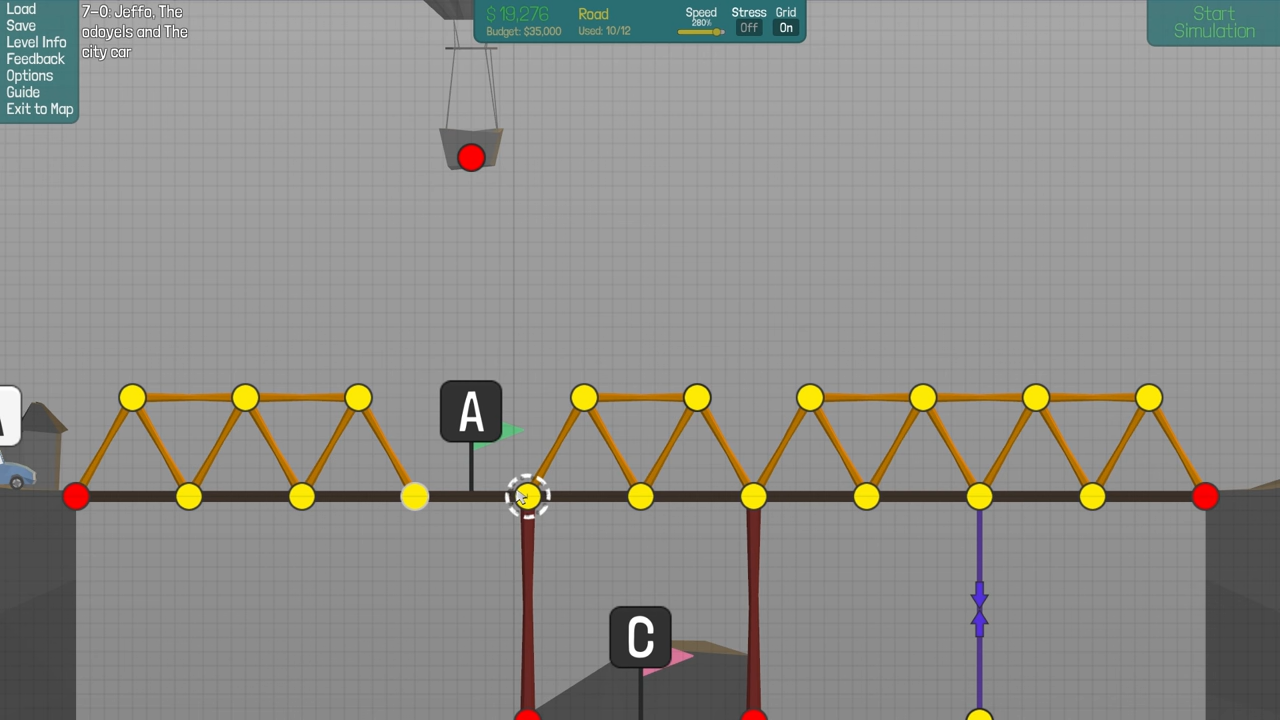 Load
Save
Level Info
Feedback
Options
Guide
Exit to Map
7-0: Jeffo, The
odoyels and The
city car
$ 19,276
Budget: $35,000
Road
Used: 10/12
Speed
280%
Stress
Off
Grid
On
Start
Simulation
A
C